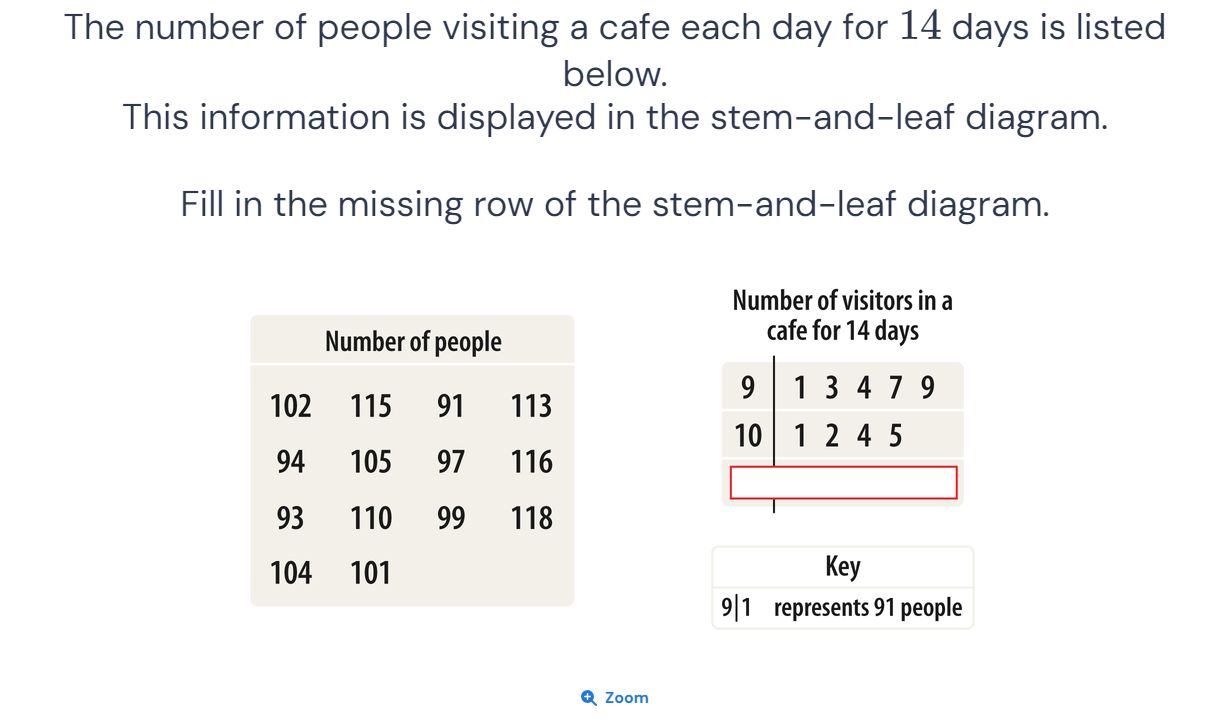 The number of people visiting a cafe each day for 14 days is listed
below.
This information is displayed in the stem-and-leaf diagram.
Fill in the missing row of the stem-and-leaf diagram.
Number of people
102 115 91 113
94 105 97 116
93 110 99 118
104 101
Number of visitors in a
cafe for 14 days
9 1 3 4 7 9
10 1 2 4 5
Key
9|1 represents 91 people
Zoom